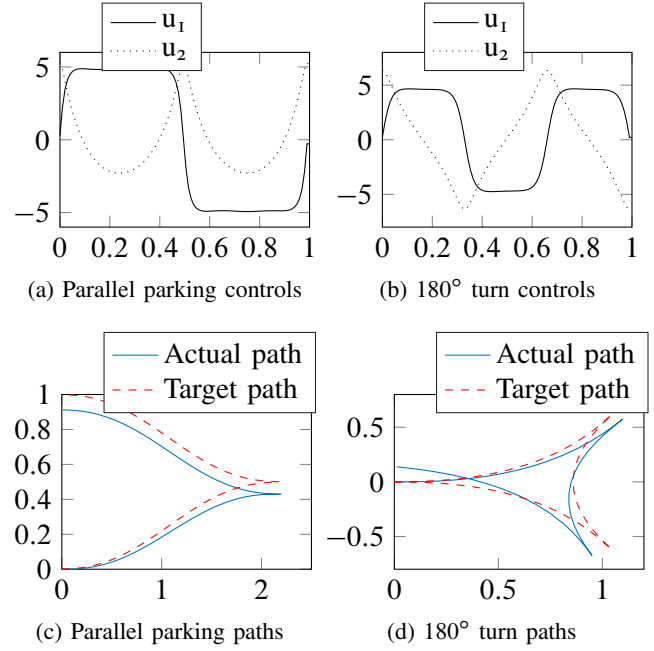 u₁
u₂
u₁
u₂
5
0
−5
0 0.2 0.4 0.6 0.8 1
5
0
−5
0 0.2 0.4 0.6 0.8 1
(a) Parallel parking controls
(b) 180° turn controls
Actual path
Target path
Actual path
Target path
1
0.8
0.6
0.4
0.2
0
0 1 2
0.5
0
−0.5
0 0.5 1
(c) Parallel parking paths
(d) 180° turn paths